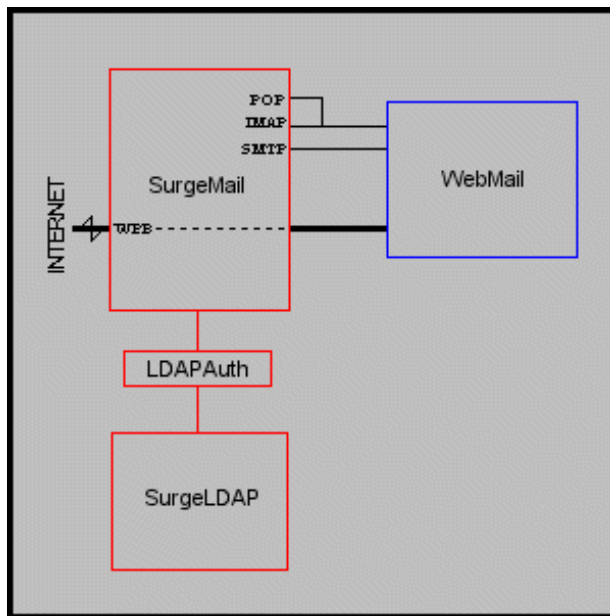 POP
IMAP
SMTP
SurgeMail
WebMail
INTERNET
WEB
LDAPAuth
SurgeLDAP